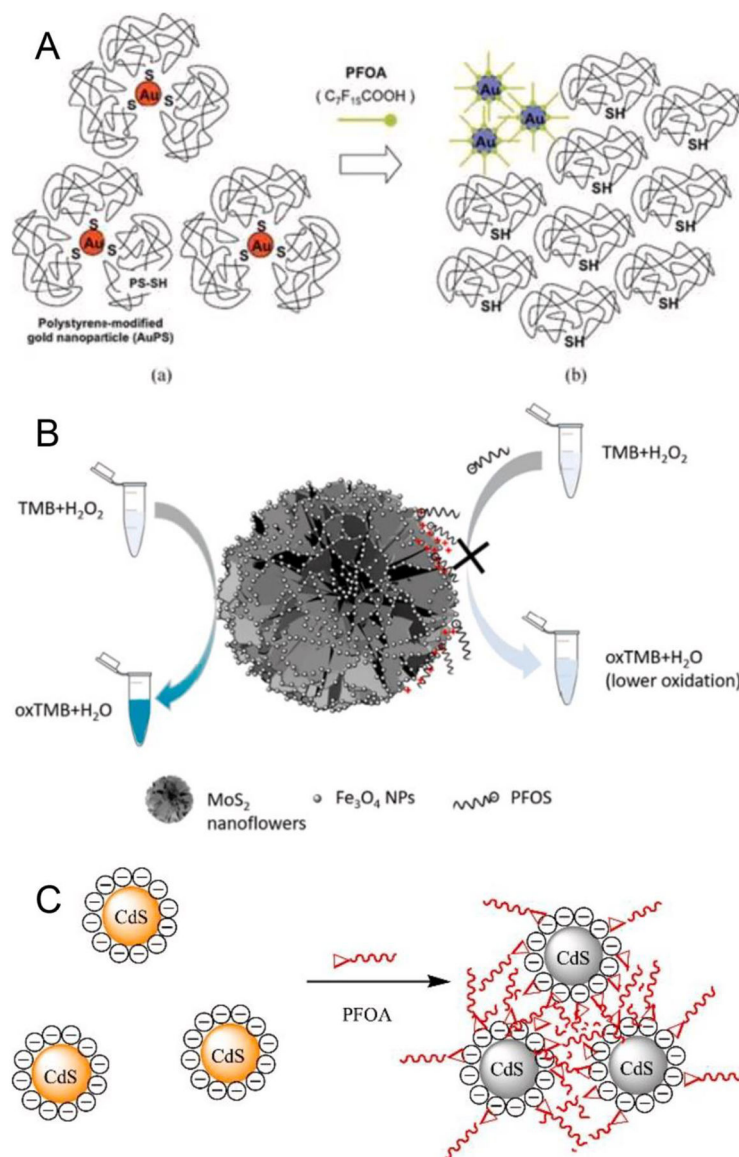 A
S
Au
S
S
S
Au
S
S
PS-SH
S
Au
S
S
Polystyrene-modified
gold nanoparticle (AuPS)
(a)
PFOA
( C₇F₁₅COOH )
Au
Au
Au
SH
SH
SH
SH
SH
SH
SH
SH
SH
(b)
B
TMB+H₂O₂
oxTMB+H₂O
TMB+H₂O₂
oxTMB+H₂O
(lower oxidation)
MoS₂
nanoflowers
Fe₃O₄ NPs
PFOS
C
CdS
CdS
CdS
PFOA
CdS
CdS
CdS